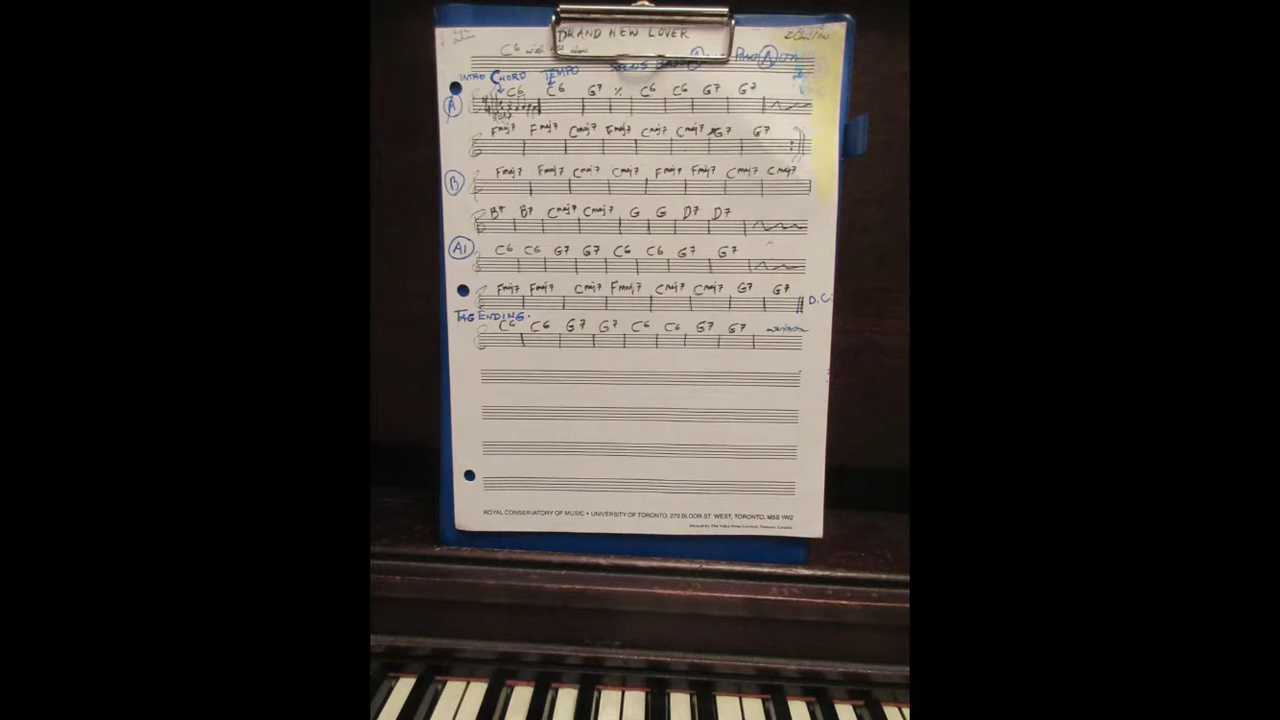 BRAND NEW LOVER
C6 with
INTRO CHORD TEMPO
A C6 C6 G7 ٪ C6 C6 G7 G7
Fmaj7 Fmaj7 Cmaj7 Fmaj7 Cmaj7 Cmaj7 G7 G7
B Fmaj7 Fmaj7 Cmaj7 Cmaj7 Fmaj7 Fmaj7 Cmaj7 Cmaj7
B7 B7 Cmaj7 Cmaj7 G G D7 D7
A1 C6 C6 G7 G7 C6 C6 G7 G7
Fmaj7 Fmaj7 Cmaj7 Fmaj7 Cmaj7 Cmaj7 G7 G7 D.C.
TAG ENDING.
C6 C6 G7 G7 C6 C6 G7 G7
ROYAL CONSERVATORY OF MUSIC • UNIVERSITY OF TORONTO, 273 BLOOR ST. WEST, TORONTO, M5S 1W2